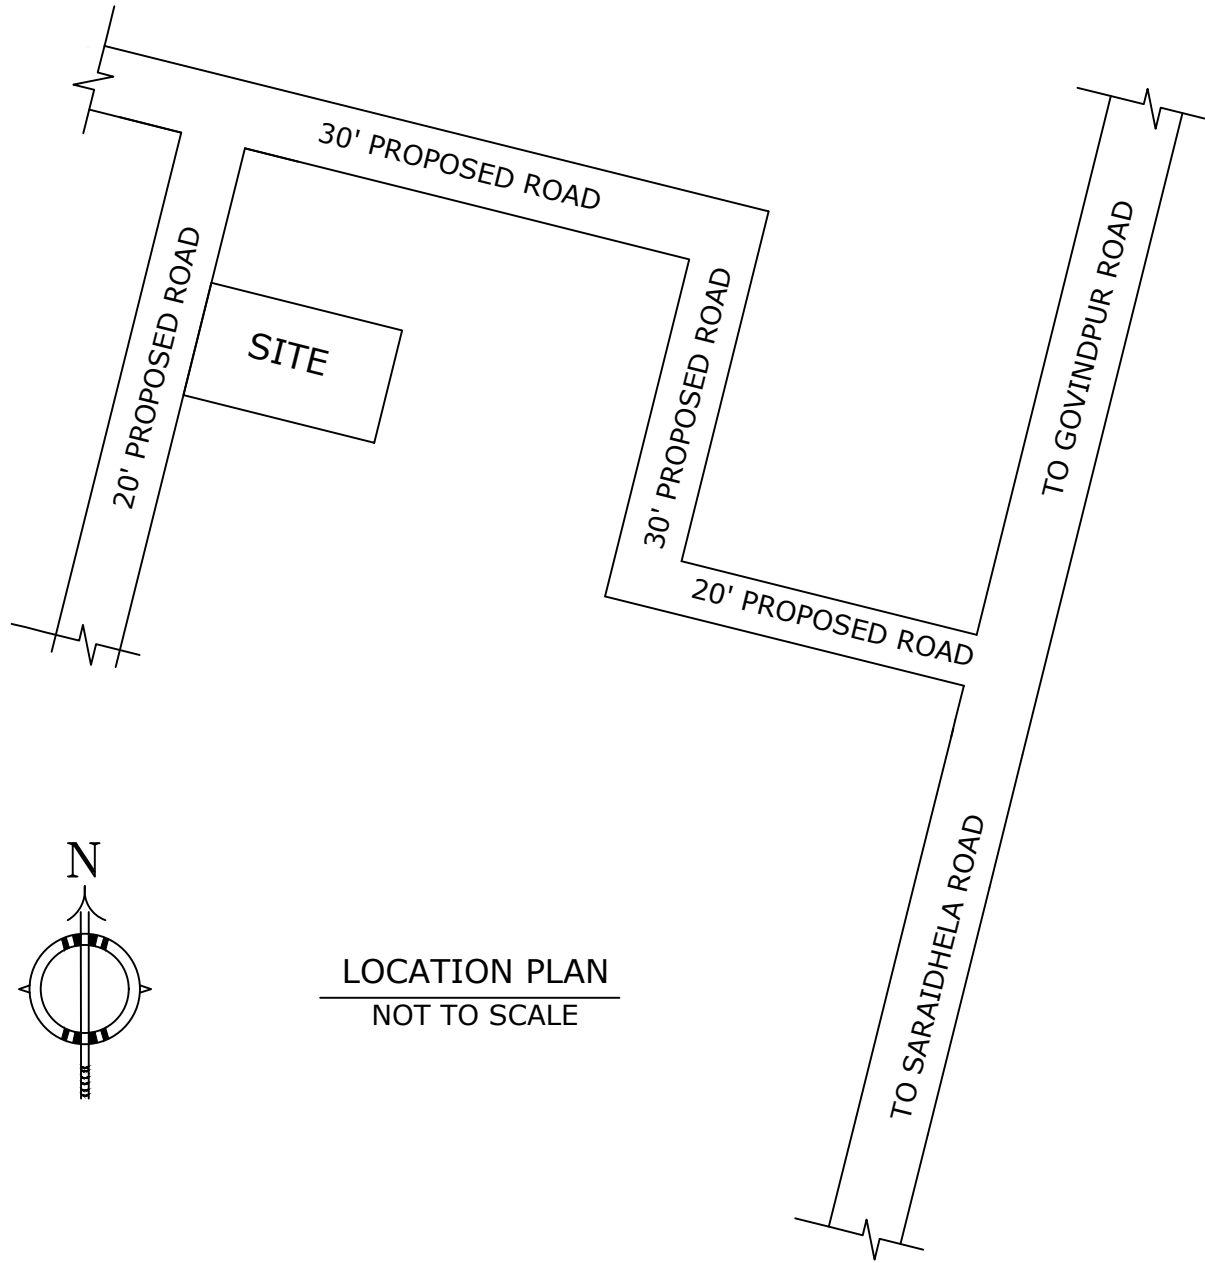 30' PROPOSED ROAD
TO GOVINDPUR ROAD
20' PROPOSED ROAD
SITE
30' PROPOSED ROAD
20' PROPOSED ROAD
TO SARAIDHELA ROAD
N
LOCATION PLAN
NOT TO SCALE